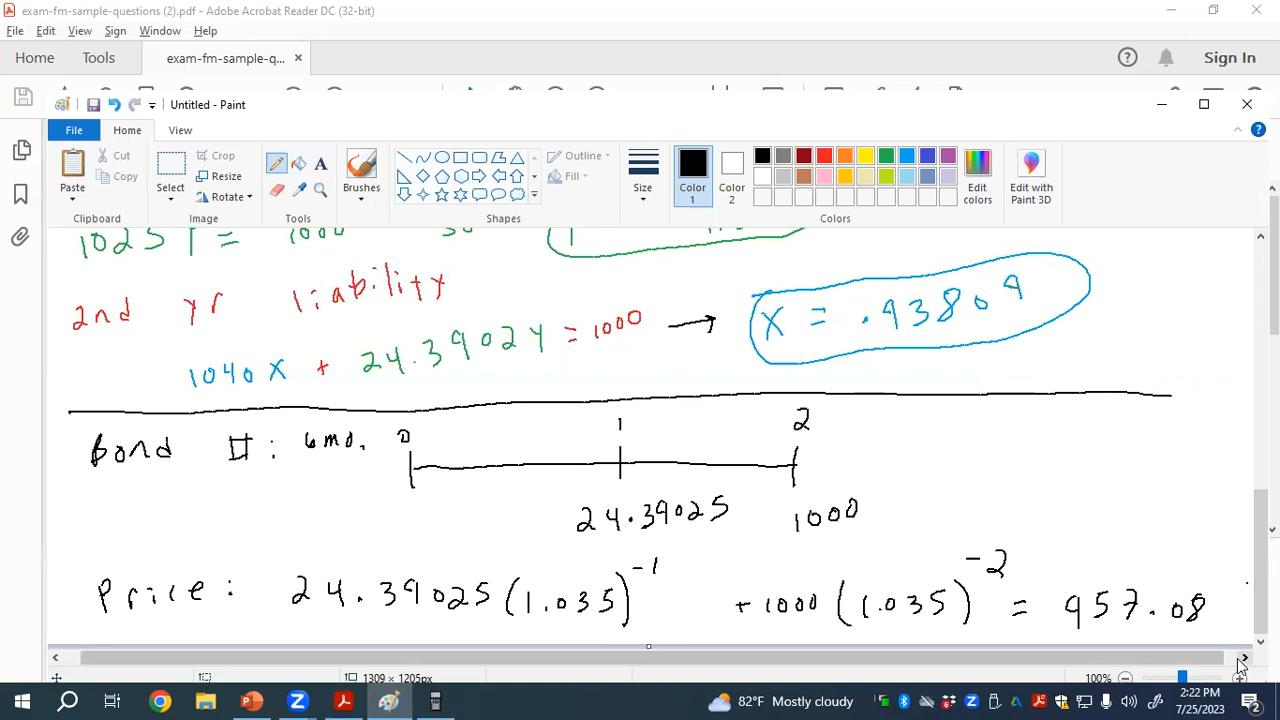 exam-fm-sample-questions (2).pdf - Adobe Acrobat Reader DC (32-bit)
File Edit View Sign Window Help
Home Tools exam-fm-sample-q... × Sign In
Untitled - Paint
File Home View
Paste Cut Copy Select Crop Resize Rotate Brushes Outline Fill Size Color 1 Color 2 Edit colors Edit with Paint 3D
Clipboard Image Tools Shapes Colors
1025 Y = 1000
2nd yr liability
1040 X + 24.39024 = 1000 → X = .93809
Bond II: 6 mo. 0 1 2
24.39025 1000
Price: 24.39025 (1.035)^-1 + 1000 (1.035)^-2 = 957.08
1309 × 1205px 100%
82°F Mostly cloudy 2:22 PM
7/25/2023 2